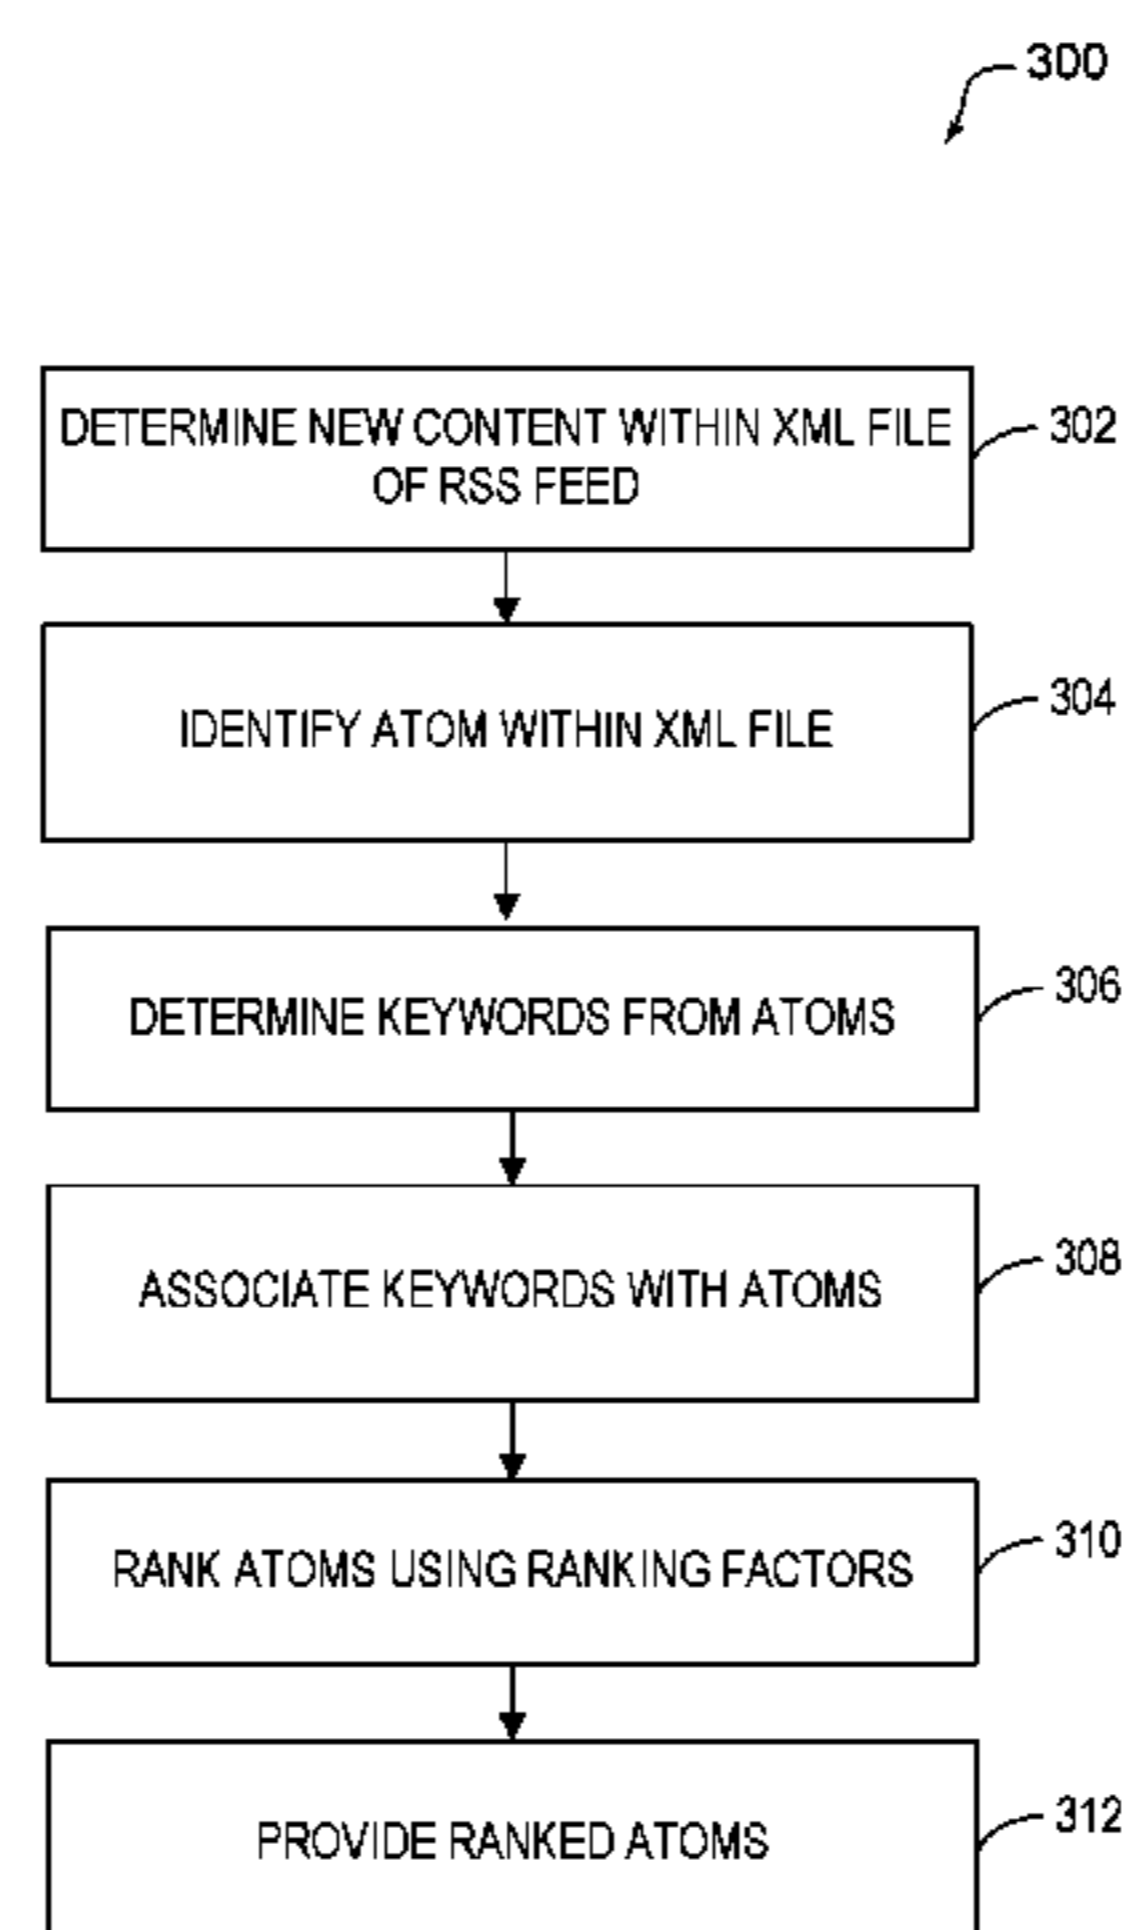 300
DETERMINE NEW CONTENT WITHIN XML FILE
OF RSS FEED
302
IDENTIFY ATOM WITHIN XML FILE
304
DETERMINE KEYWORDS FROM ATOMS
306
ASSOCIATE KEYWORDS WITH ATOMS
308
RANK ATOMS USING RANKING FACTORS
310
PROVIDE RANKED ATOMS
312